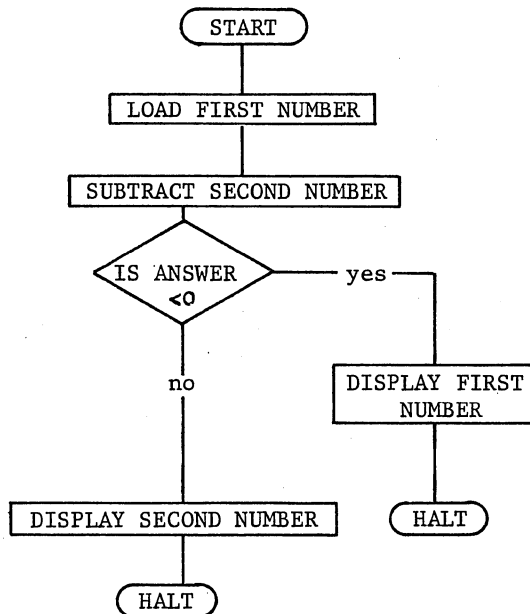 START
LOAD FIRST NUMBER
SUBTRACT SECOND NUMBER
IS ANSWER
<0
yes
no
DISPLAY FIRST
NUMBER
DISPLAY SECOND NUMBER
HALT
HALT